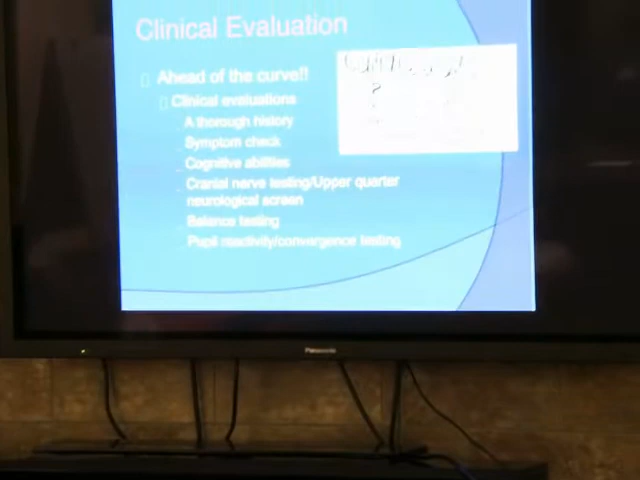 Clinical Evaluation
Ahead of the curve!!
Clinical evaluations
A thorough history
Symptom check
Cognitive abilities
Cranial nerve testing/Upper quarter
neurological screen
Balance testing
Pupil reactivity/convergence testing
Panasonic